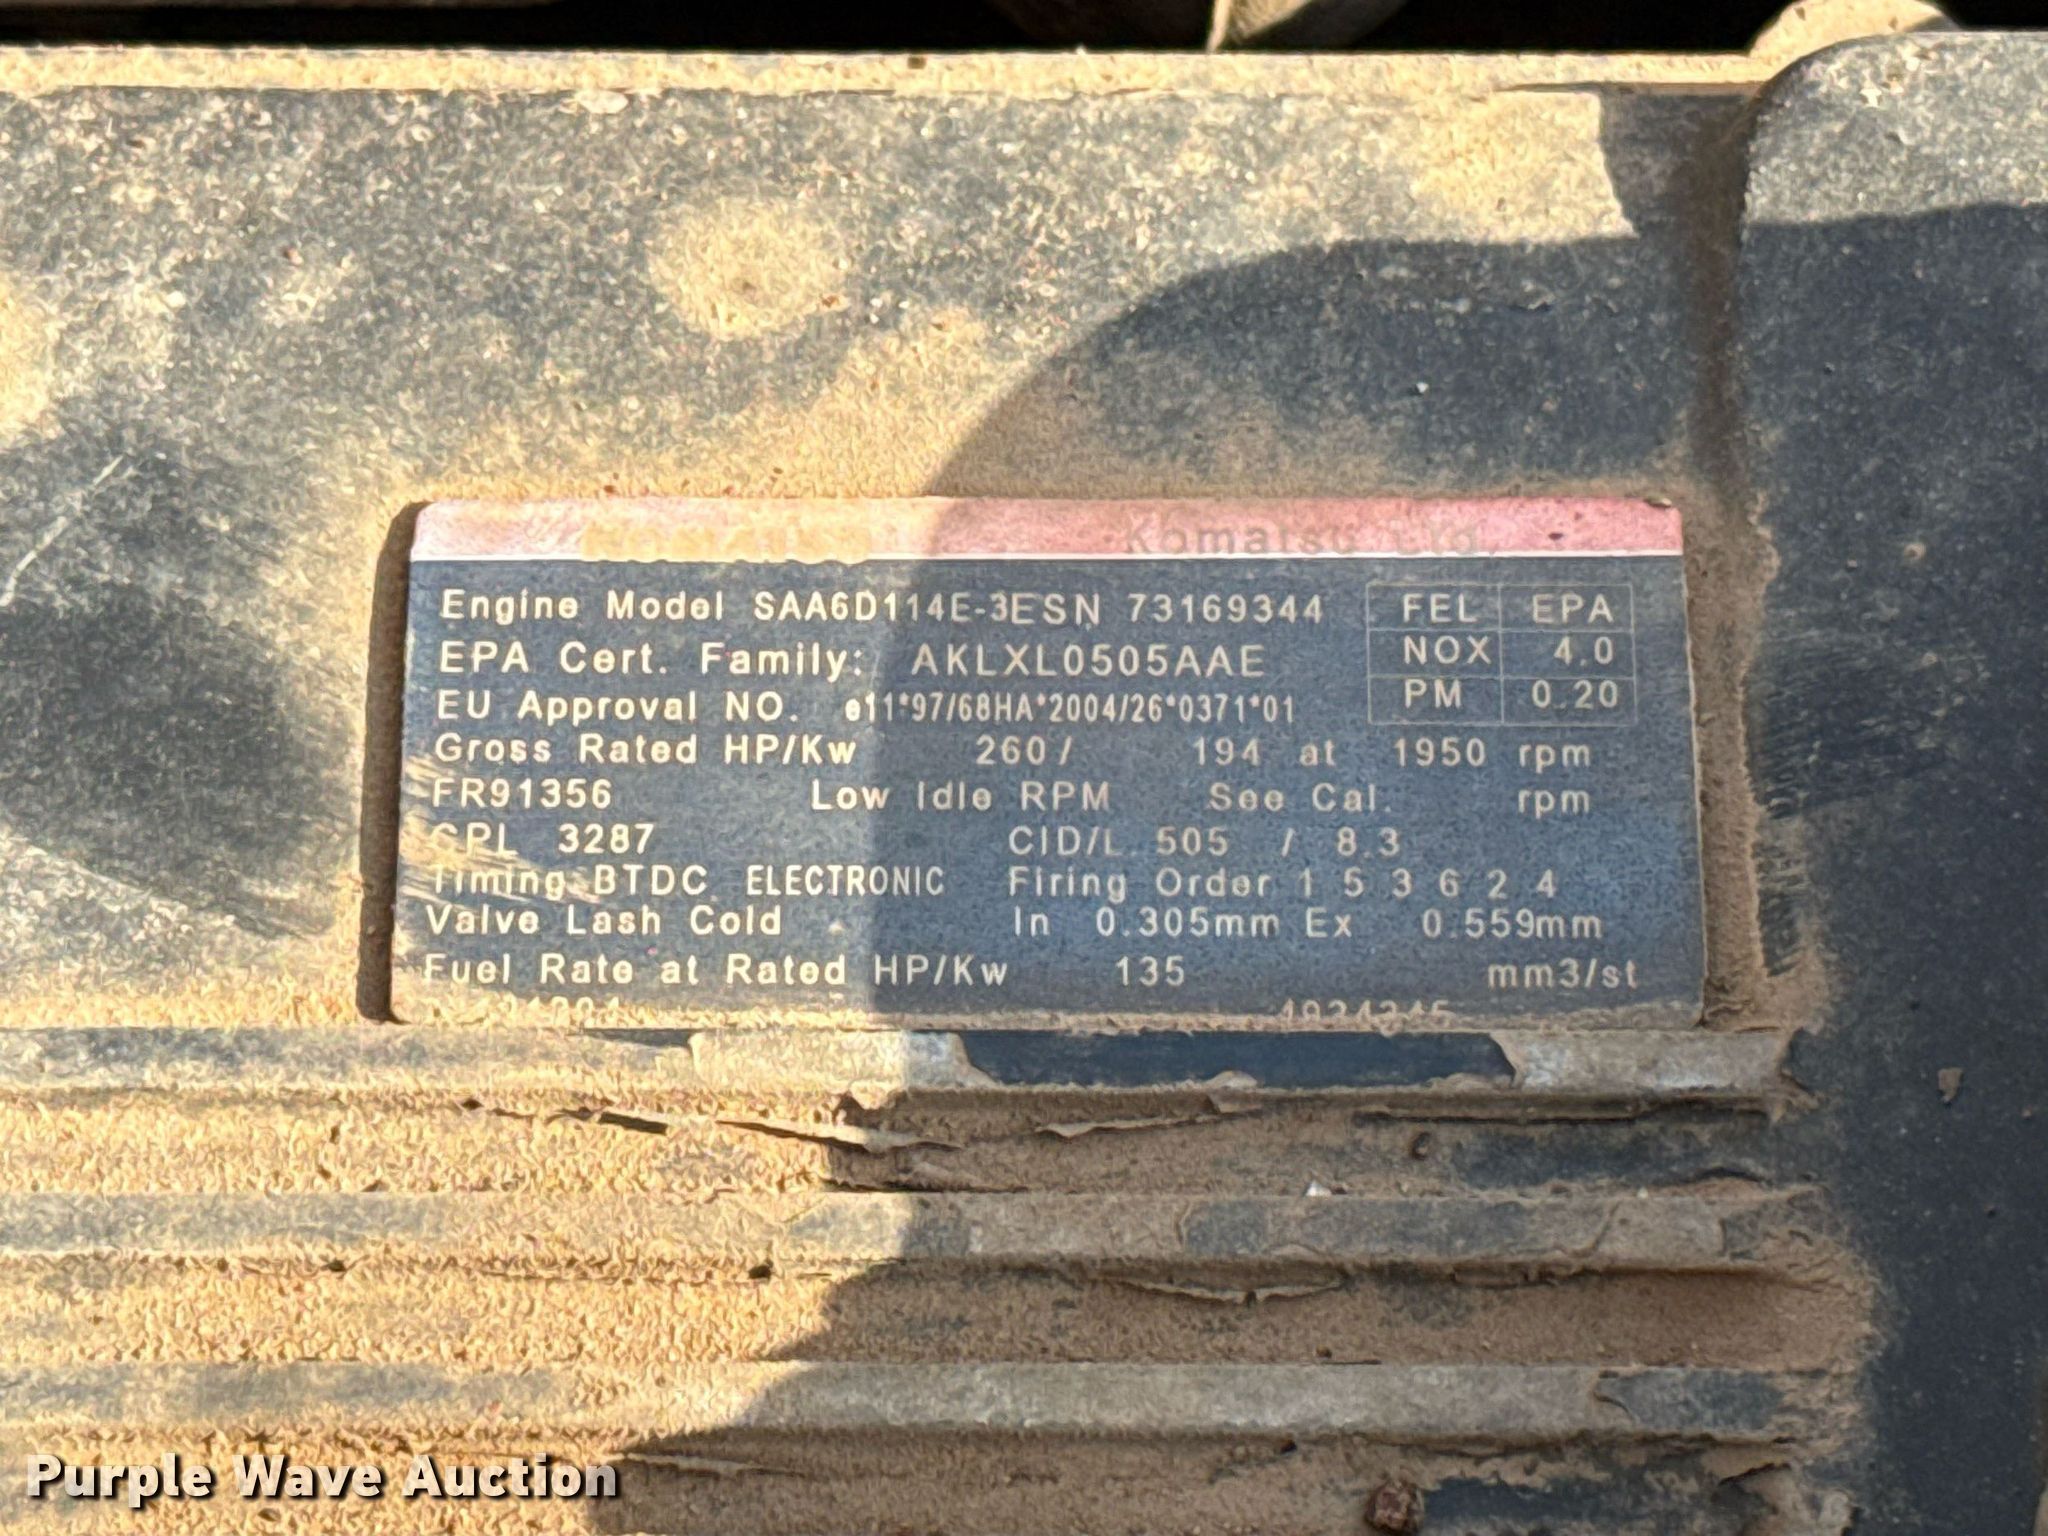 Komatsu Ltd.
Engine Model SAA6D114E-3 ESN 73169344
FEL EPA
EPA Cert. Family: AKLXL0505AAE
NOX 4.0
EU Approval NO. e11*97/68HA*2004/26*0371*01
PM 0.20
Gross Rated HP/Kw 260 / 194 at 1950 rpm
FR91356 Low Idle RPM See Cal. rpm
CPL 3287 CID/L. 505 / 8.3
Timing BTDC ELECTRONIC Firing Order 1 5 3 6 2 4
Valve Lash Cold In 0.305mm Ex 0.559mm
Fuel Rate at Rated HP/Kw 135 mm3/st
Purple Wave Auction